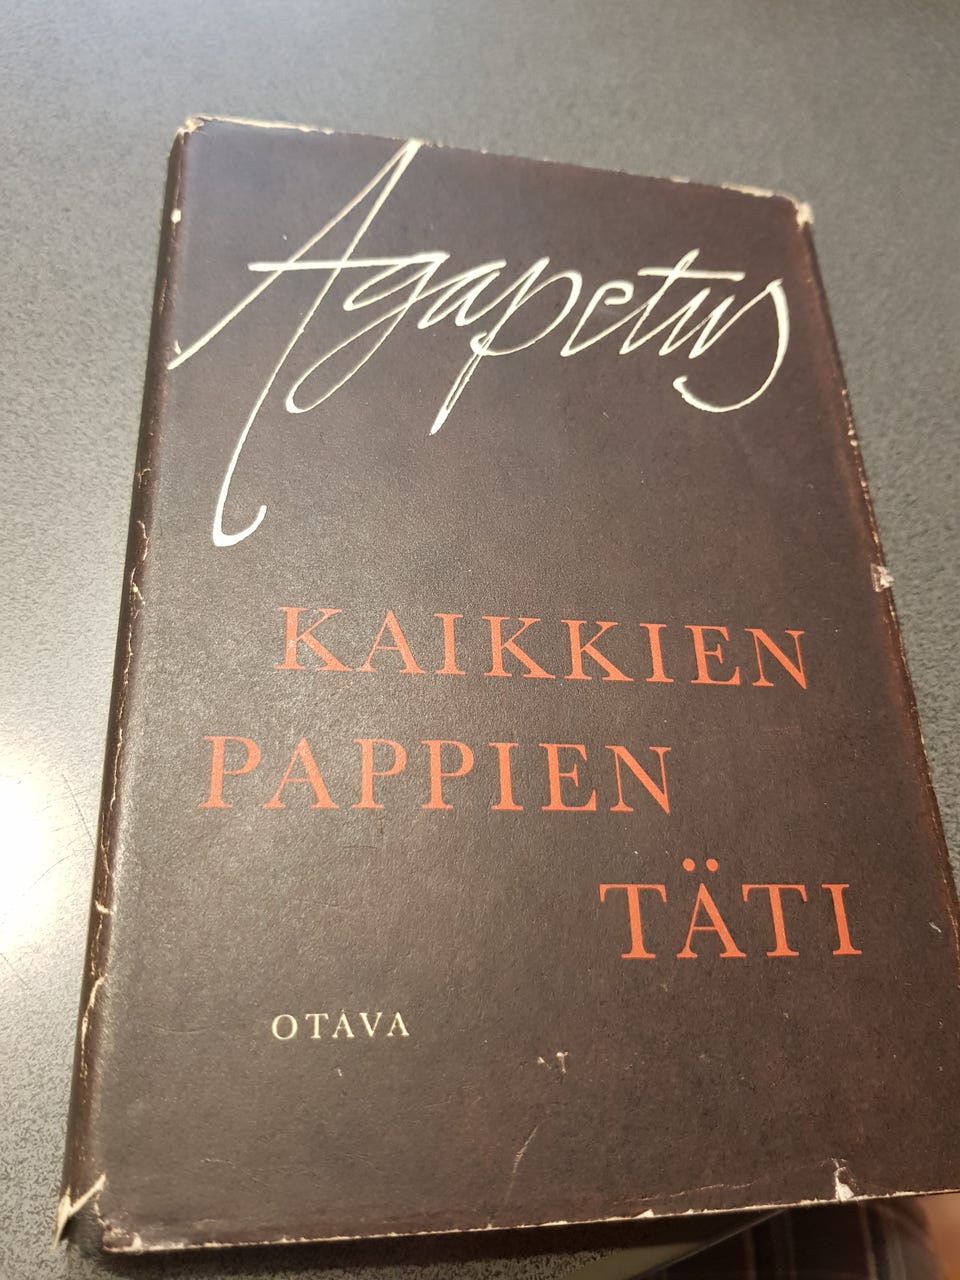 Agapetus
KAIKKIEN
PAPPIEN
TÄTI
OTAVA